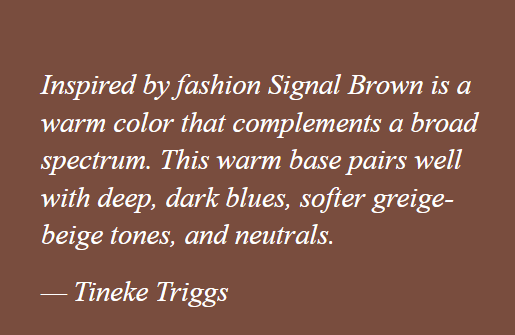 Inspired by fashion Signal Brown is a
warm color that complements a broad
spectrum. This warm base pairs well
with deep, dark blues, softer greige-
beige tones, and neutrals.
— Tineke Triggs